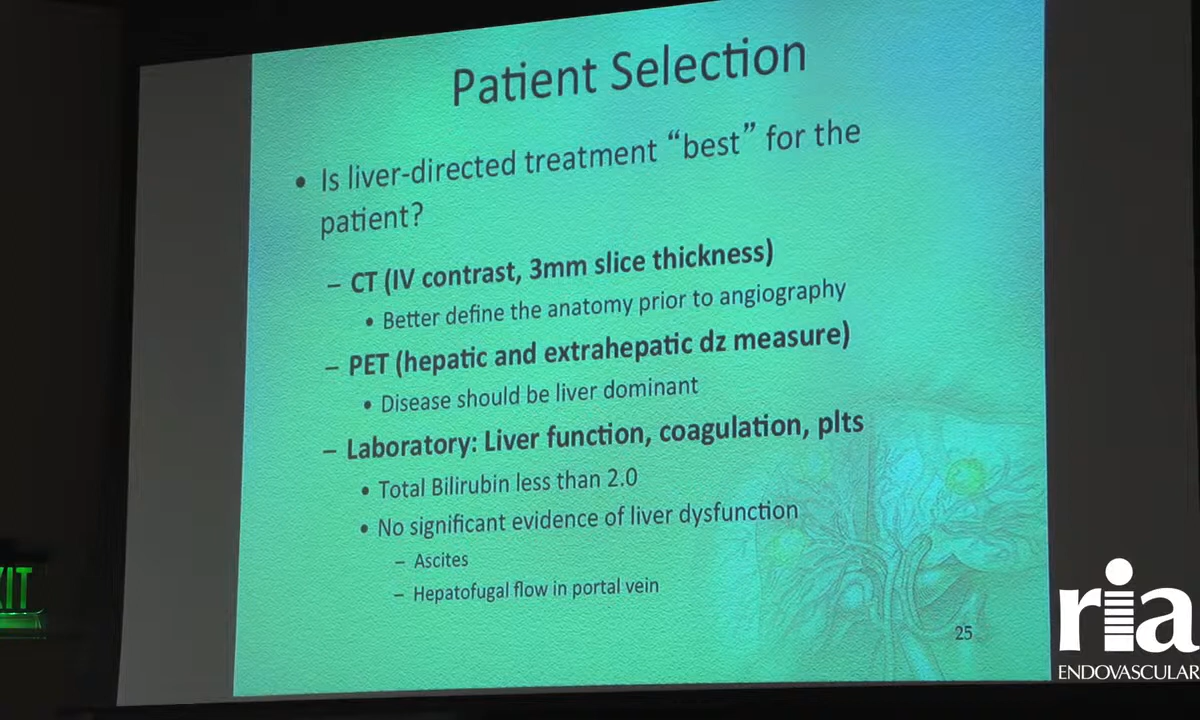 Patient Selection
• Is liver-directed treatment “best” for the
patient?
– CT (IV contrast, 3mm slice thickness)
• Better define the anatomy prior to angiography
– PET (hepatic and extrahepatic dz measure)
• Disease should be liver dominant
– Laboratory: Liver function, coagulation, plts
• Total Bilirubin less than 2.0
• No significant evidence of liver dysfunction
– Ascites
– Hepatofugal flow in portal vein
25
XIT
ria
ENDOVASCULAR